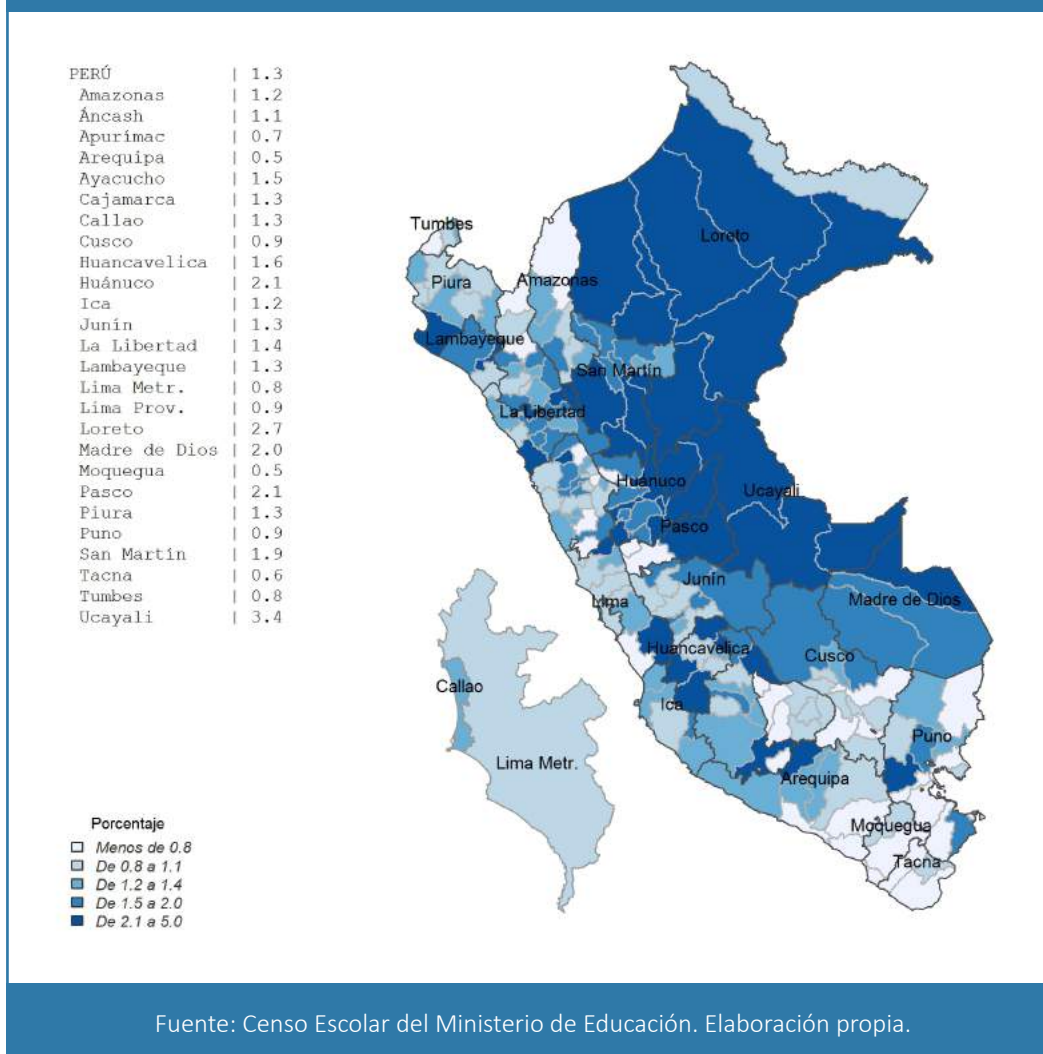 PERÚ | 1.3
Amazonas | 1.2
Áncash | 1.1
Apurímac | 0.7
Arequipa | 0.5
Ayacucho | 1.5
Cajamarca | 1.3
Callao | 1.3
Cusco | 0.9
Huancavelica | 1.6
Huánuco | 2.1
Ica | 1.2
Junín | 1.3
La Libertad | 1.4
Lambayeque | 1.3
Lima Metr. | 0.8
Lima Prov. | 0.9
Loreto | 2.7
Madre de Dios | 2.0
Moquegua | 0.5
Pasco | 2.1
Piura | 1.3
Puno | 0.9
San Martín | 1.9
Tacna | 0.6
Tumbes | 0.8
Ucayali | 3.4
Tumbes
Loreto
Piura
Amazonas
Lambayeque
San Martín
La Libertad
Huánuco
Ucayali
Pasco
Junín
Lima
Madre de Dios
Huancavelica
Cusco
Ica
Puno
Arequipa
Moquegua
Tacna
Callao
Lima Metr.
Porcentaje
Menos de 0.8
De 0.8 a 1.1
De 1.2 a 1.4
De 1.5 a 2.0
De 2.1 a 5.0
Fuente: Censo Escolar del Ministerio de Educación. Elaboración propia.